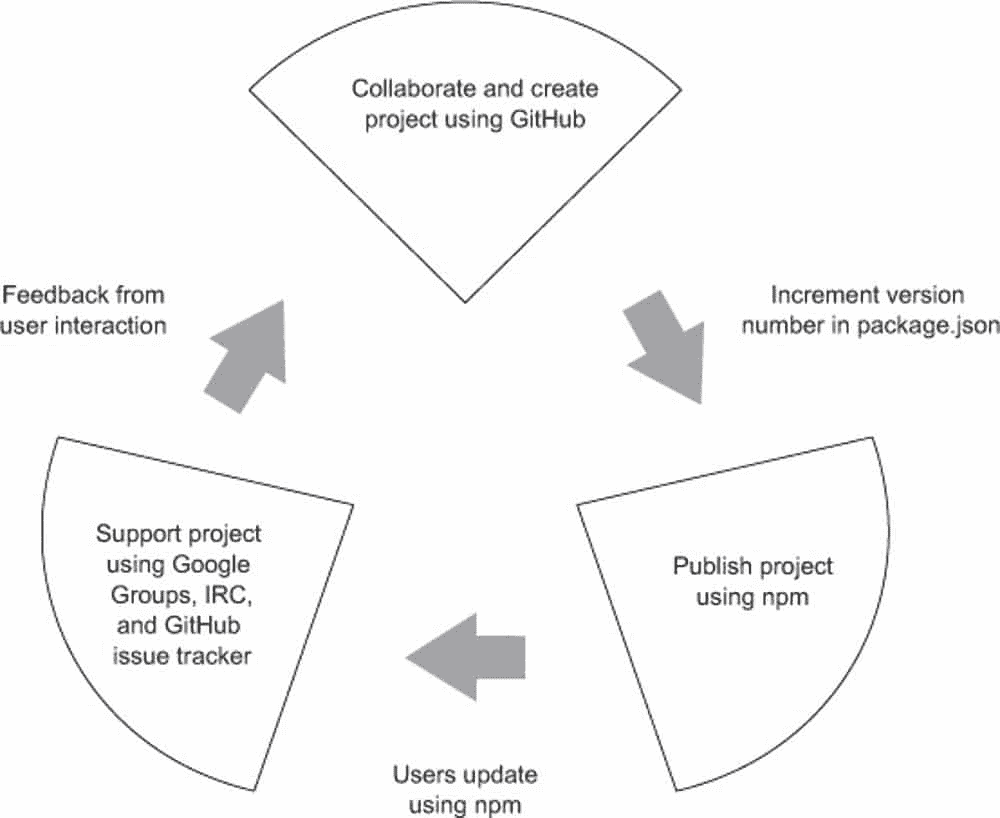 Collaborate and create
project using GitHub
Feedback from
user interaction
Increment version
number in package.json
Support project
using Google
Groups, IRC,
and GitHub
issue tracker
Publish project
using npm
Users update
using npm